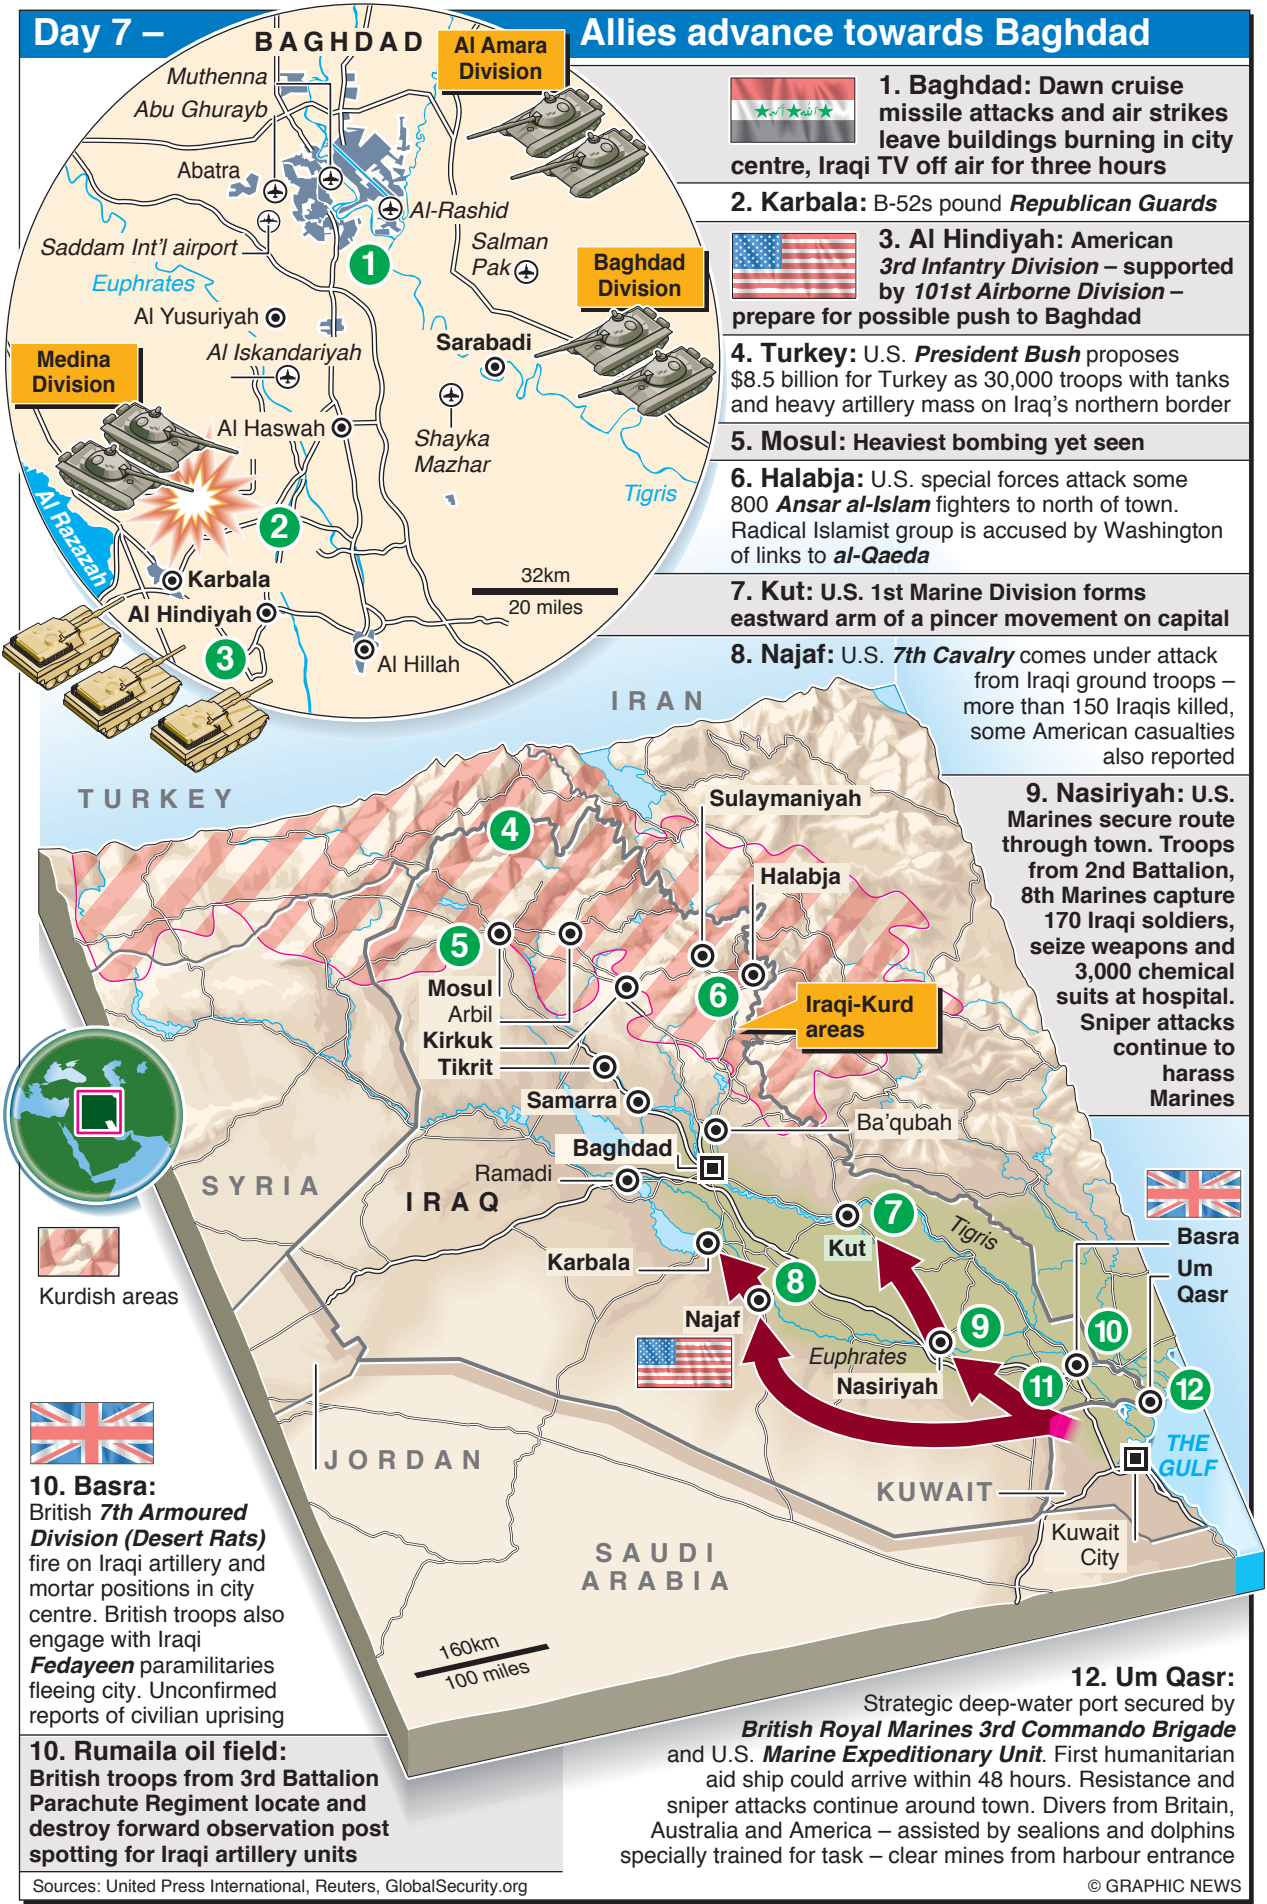 Day 7 –
Allies advance towards Baghdad
BAGHDAD
Muthenna
Abu Ghurayb
Abatra
Al-Rashid
Saddam Int'l airport
Salman
Pak
Euphrates
1
Al Yusuriyah
Al Iskandariyah
Sarabadi
Al Haswah
Shayka
Mazhar
Tigris
Al Razazah
2
Karbala
Al Hindiyah
3
Al Hillah
32km
20 miles
Al Amara
Division
Baghdad
Division
Medina
Division
1. Baghdad: Dawn cruise
missile attacks and air strikes
leave buildings burning in city
centre, Iraqi TV off air for three hours
2. Karbala: B-52s pound Republican Guards
3. Al Hindiyah: American
3rd Infantry Division – supported
by 101st Airborne Division –
prepare for possible push to Baghdad
4. Turkey: U.S. President Bush proposes
$8.5 billion for Turkey as 30,000 troops with tanks
and heavy artillery mass on Iraq's northern border
5. Mosul: Heaviest bombing yet seen
6. Halabja: U.S. special forces attack some
800 Ansar al-Islam fighters to north of town.
Radical Islamist group is accused by Washington
of links to al-Qaeda
7. Kut: U.S. 1st Marine Division forms
eastward arm of a pincer movement on capital
8. Najaf: U.S. 7th Cavalry comes under attack
from Iraqi ground troops –
more than 150 Iraqis killed,
some American casualties
also reported
9. Nasiriyah: U.S.
Marines secure route
through town. Troops
from 2nd Battalion,
8th Marines capture
170 Iraqi soldiers,
seize weapons and
3,000 chemical
suits at hospital.
Sniper attacks
continue to
harass
Marines
IRAN
TURKEY
4
Sulaymaniyah
Halabja
5
Mosul
Arbil
Kirkuk
Tikrit
6
Iraqi-Kurd
areas
Samarra
Ba'qubah
Baghdad
Ramadi
SYRIA
IRAQ
Kurdish areas
7
Kut
Tigris
Karbala
8
Najaf
Euphrates
9
Nasiriyah
10
11
12
Basra
Um
Qasr
THE
GULF
JORDAN
KUWAIT
Kuwait
City
SAUDI
ARABIA
160km
100 miles
10. Basra:
British 7th Armoured
Division (Desert Rats)
fire on Iraqi artillery and
mortar positions in city
centre. British troops also
engage with Iraqi
Fedayeen paramilitaries
fleeing city. Unconfirmed
reports of civilian uprising
10. Rumaila oil field:
British troops from 3rd Battalion
Parachute Regiment locate and
destroy forward observation post
spotting for Iraqi artillery units
12. Um Qasr:
Strategic deep-water port secured by
British Royal Marines 3rd Commando Brigade
and U.S. Marine Expeditionary Unit. First humanitarian
aid ship could arrive within 48 hours. Resistance and
sniper attacks continue around town. Divers from Britain,
Australia and America – assisted by sealions and dolphins
specially trained for task – clear mines from harbour entrance
Sources: United Press International, Reuters, GlobalSecurity.org
© GRAPHIC NEWS